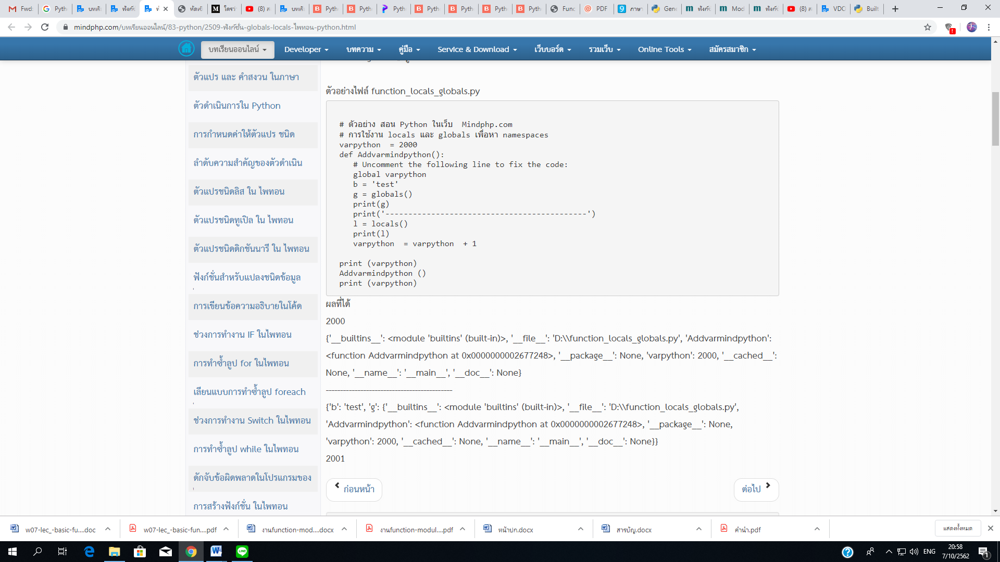 Fwd:
Pyth
บทเรีย
ฟังก์ชั
ฟ
หัดเขี
ใครว่า
(8) ส
บทเรีย
Pyth
Pyth
Pyth
Pyth
Pyth
Pyth
Pyth
Func
PDF
ภาษา
Gene
ฟังก์ชั
Mod
ฟังก์ชั
(8) ส
VDO
Built
mindphp.com/บทเรียนออนไลน์/83-python/2509-ฟังก์ชั่น-globals-locals-ไพทอน-python.html
บทเรียนออนไลน์ Developer บทความ คู่มือ Service & Download เว็บบอร์ด รวมเว็บ Online Tools สมัครสมาชิก
ตัวแปร และ คำสงวน ในภาษา
ตัวดำเนินการใน Python
การกำหนดค่าให้ตัวแปร ชนิด
ลำดับความสำคัญของตัวดำเนิน
ตัวแปรชนิดลิส ใน ไพทอน
ตัวแปรชนิดทูเปิล ใน ไพทอน
ตัวแปรชนิดดิกชันนารี ใน ไพทอน
ฟังก์ชั่นสำหรับแปลงชนิดข้อมูล
การเขียนข้อความอธิบายในโค้ด
ช่วงการทำงาน IF ในไพทอน
การทำซ้ำลูป for ในไพทอน
เลียนแบบการทำซ้ำลูป foreach
ช่วงการทำงาน Switch ในไพทอน
การทำซ้ำลูป while ในไพทอน
ดักจับข้อผิดพลาดในโปรแกรมของ
การสร้างฟังก์ชั่น ในไพทอน
ตัวอย่างไฟล์ function_locals_globals.py
# ตัวอย่าง สอน Python ในเว็บ  Mindphp.com
# การใช้งาน locals และ globals เพื่อหา namespaces
varpython  = 2000
def Addvarmindpython():
   # Uncomment the following line to fix the code:
   global varpython
   b = 'test'
   g = globals()
   print(g)
   print('--------------------------------------------')
   l = locals()
   print(l)
   varpython  = varpython  + 1
print (varpython)
Addvarmindpython ()
print (varpython)
ผลที่ได้
2000
{'__builtins__': <module 'builtins' (built-in)>, '__file__': 'D:\\function_locals_globals.py', 'Addvarmindpython':
<function Addvarmindpython at 0x0000000002677248>, '__package__': None, 'varpython': 2000, '__cached__':
None, '__name__': '__main__', '__doc__': None}
--------------------------------------------
{'b': 'test', 'g': {'__builtins__': <module 'builtins' (built-in)>, '__file__': 'D:\\function_locals_globals.py',
'Addvarmindpython': <function Addvarmindpython at 0x0000000002677248>, '__package__': None,
'varpython': 2000, '__cached__': None, '__name__': '__main__', '__doc__': None}}
2001
ก่อนหน้า
ต่อไป
w07-lec_-basic-fu....doc
w07-lec_-basic-fun....pdf
งานfunction-mod....docx
งานfunction-modul....pdf
หน้าปก.docx
สารบัญ.docx
คำนำ.pdf
แสดงทั้งหมด
ENG
20:58
7/10/2562
1